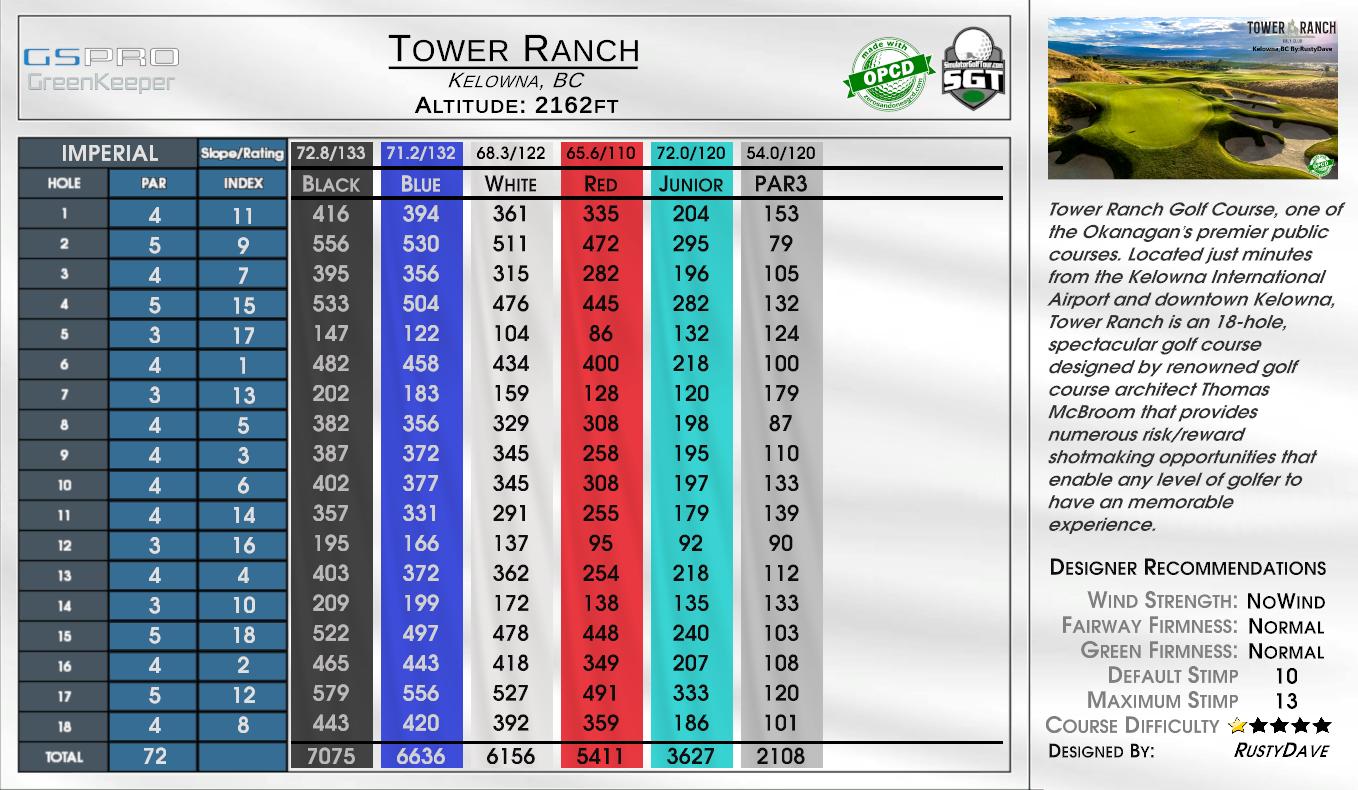 GSPRO
GreenKeeper
TOWER RANCH
KELOWNA, BC
ALTITUDE: 2162FT
made with
OPCD
zerosandonesgcd.com
SimulatorGolfTour.com
SGT
IMPERIAL Slope/Rating 72.8/133 71.2/132 68.3/122 65.6/110 72.0/120 54.0/120
HOLE PAR INDEX BLACK BLUE WHITE RED JUNIOR PAR3
1 4 11 416 394 361 335 204 153
2 5 9 556 530 511 472 295 79
3 4 7 395 356 315 282 196 105
4 5 15 533 504 476 445 282 132
5 3 17 147 122 104 86 132 124
6 4 1 482 458 434 400 218 100
7 3 13 202 183 159 128 120 179
8 4 5 382 356 329 308 198 87
9 4 3 387 372 345 258 195 110
10 4 6 402 377 345 308 197 133
11 4 14 357 331 291 255 179 139
12 3 16 195 166 137 95 92 90
13 4 4 403 372 362 254 218 112
14 3 10 209 199 172 138 135 133
15 5 18 522 497 478 448 240 103
16 4 2 465 443 418 349 207 108
17 5 12 579 556 527 491 333 120
18 4 8 443 420 392 359 186 101
TOTAL 72 7075 6636 6156 5411 3627 2108
TOWER RANCH
GOLF CLUB
Kelowna,BC By:RustyDave
OPCD
Tower Ranch Golf Course, one of
the Okanagan's premier public
courses. Located just minutes
from the Kelowna International
Airport and downtown Kelowna,
Tower Ranch is an 18-hole,
spectacular golf course
designed by renowned golf
course architect Thomas
McBroom that provides
numerous risk/reward
shotmaking opportunities that
enable any level of golfer to
have an memorable
experience.
DESIGNER RECOMMENDATIONS
WIND STRENGTH: NOWIND
FAIRWAY FIRMNESS: NORMAL
GREEN FIRMNESS: NORMAL
DEFAULT STIMP 10
MAXIMUM STIMP 13
COURSE DIFFICULTY
DESIGNED BY: RUSTYDAVE